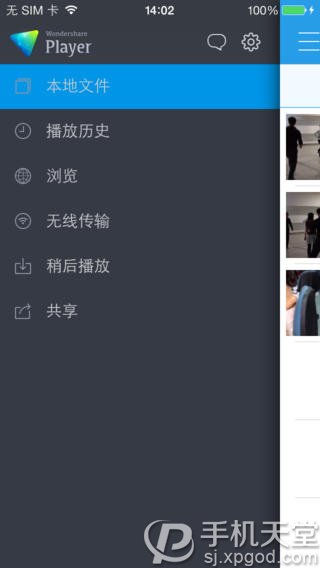 无 SIM 卡 14:02 100%
Wondershare
Player
本地文件
播放历史
浏览
无线传输
稍后播放
共享
手机天堂
sj.xpgod.com